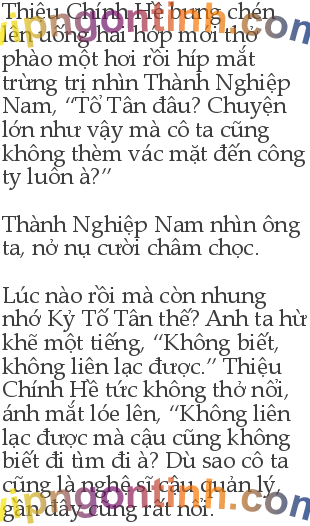 Thiệu Chính Hề bưng chén
lên uống hai hớp mới thở
phào một hơi rồi híp mắt
trừng trị nhìn Thành Nghiệp
Nam, “Tở Tân đâu? Chuyện
lớn như vậy mà cô ta cũng
không thèm vác mặt đến công
ty luôn à?”
Thành Nghiệp Nam nhìn ông
ta, nở nụ cười châm chọc.
Lúc nào rồi mà còn nhung
nhớ Kỷ Tố Tân thế? Anh ta hừ
khẽ một tiếng, “Không biết,
không liên lạc được.” Thiệu
Chính Hề tức không thở nổi,
ánh mắt lóe lên, “Không liên
lạc được mà cậu cũng không
biết đi tìm đi à? Dù sao cô ta
cũng là nghệ sĩ cậu quản lý,
gần đây cũng rất nổi.
vipngontinh.com
vipngontinh.com